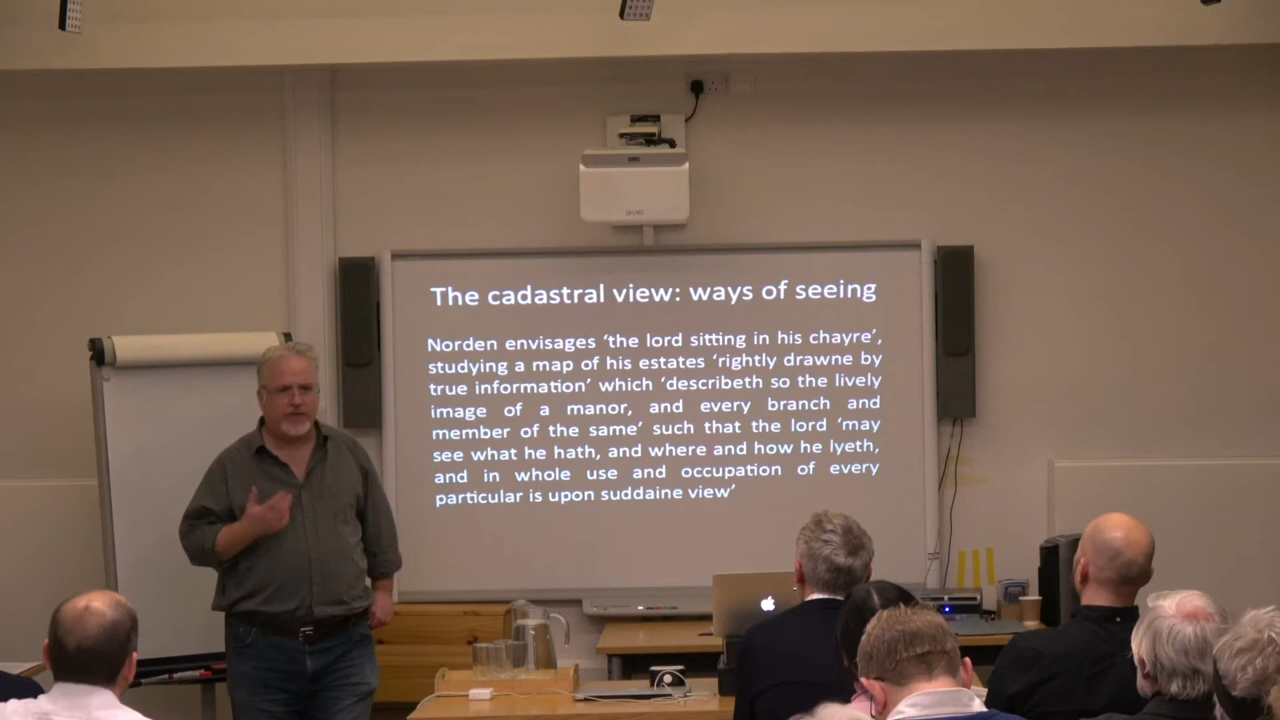 The cadastral view: ways of seeing
Norden envisages ‘the lord sitting in his chayre’,
studying a map of his estates ‘rightly drawne by
true information’ which ‘describeth so the lively
image of a manor, and every branch and
member of the same’ such that the lord ‘may
see what he hath, and where and how he lyeth,
and in whole use and occupation of every
particular is upon suddaine view’